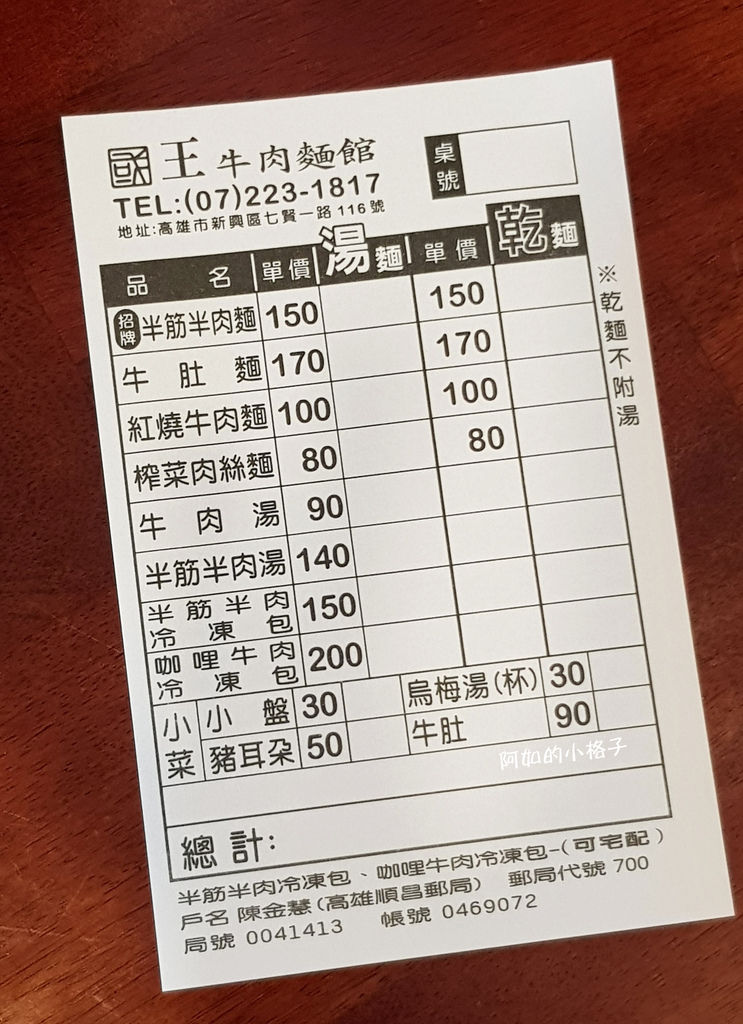 國王牛肉麵館
TEL:(07)223-1817
地址:高雄市新興區七賢一路116號
桌號
品名 單價 湯麵 單價 乾麵
招牌 半筋半肉麵 150 150
牛肚麵 170 170
紅燒牛肉麵 100 100
榨菜肉絲麵 80 80
牛肉湯 90
半筋半肉湯 140
半筋半肉冷凍包 150
咖哩牛肉冷凍包 200
小菜 小盤 30 烏梅湯(杯) 30
豬耳朵 50 牛肚 90
總計:
※乾麵不附湯
半筋半肉冷凍包、咖哩牛肉冷凍包-(可宅配)
戶名 陳金慧(高雄順昌郵局) 郵局代號 700
局號 0041413 帳號 0469072
阿如的小格子